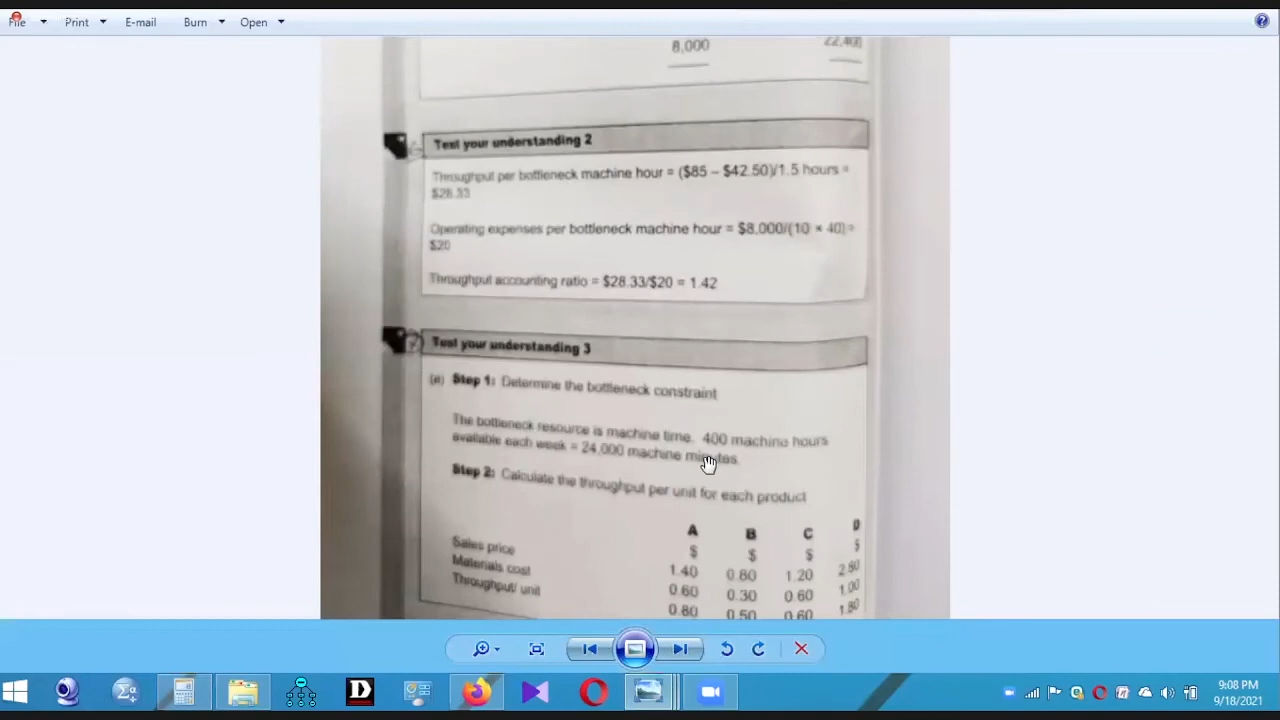 File Print E-mail Burn Open
8,000 22,400
Test your understanding 2
Throughput per bottleneck machine hour = ($85 – $42.50)/1.5 hours =
$28.33
Operating expenses per bottleneck machine hour = $8,000/(10 × 40) =
$20
Throughput accounting ratio = $28.33/$20 = 1.42
Test your understanding 3
(a) Step 1: Determine the bottleneck constraint
The bottleneck resource is machine time. 400 machine hours
available each week = 24,000 machine minutes.
Step 2: Calculate the throughput per unit for each product
A B C D
$ $ $ $
Sales price 1.40 0.80 1.20 2.80
Materials cost 0.60 0.30 0.60 1.00
Throughput/ unit 0.80 0.50 0.60 1.80
D
9:08 PM
9/18/2021